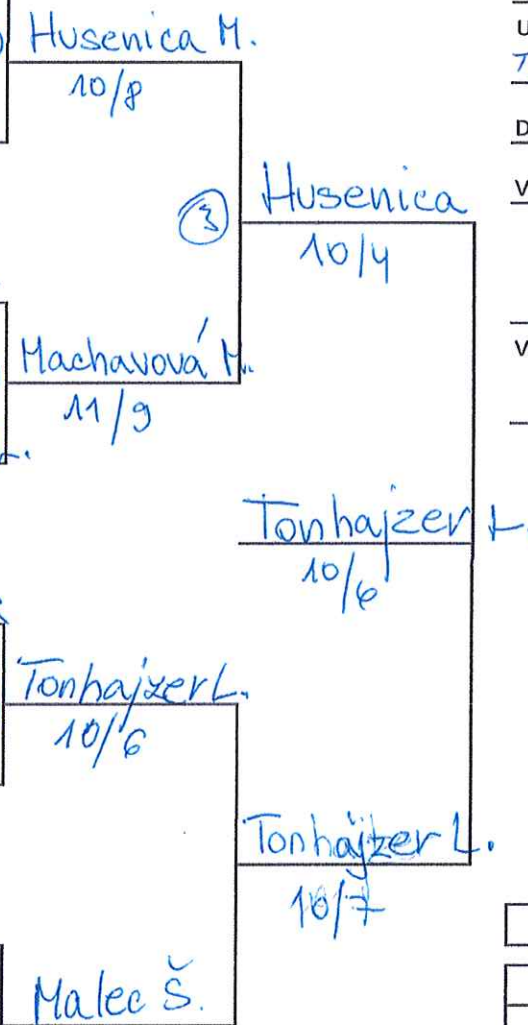 Husenica M.
10/8
3
Husenica
10/4
Machavová M.
11/9
Tonhajzer L.
10/6
Tonhajzer L.
10/6
Tonhajzer L.
10/7
Malec Š.
U
D
V
V